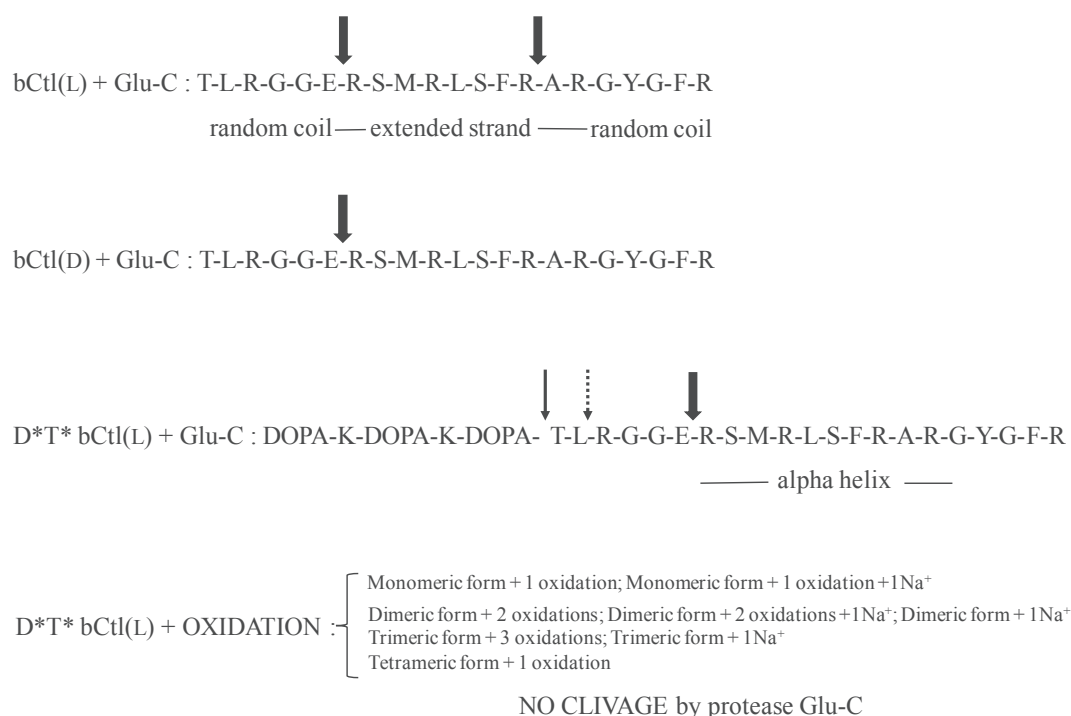 bCtl(L) + Glu-C : T-L-R-G-G-E-R-S-M-R-L-S-F-R-A-R-G-Y-G-F-R
random coil — extended strand — random coil
bCtl(D) + Glu-C : T-L-R-G-G-E-R-S-M-R-L-S-F-R-A-R-G-Y-G-F-R
D*T* bCtl(L) + Glu-C : DOPA-K-DOPA-K-DOPA- T-L-R-G-G-E-R-S-M-R-L-S-F-R-A-R-G-Y-G-F-R
— alpha helix —
D*T* bCtl(L) + OXIDATION :
Monomeric form + 1 oxidation; Monomeric form + 1 oxidation +1Na⁺
Dimeric form + 2 oxidations; Dimeric form + 2 oxidations +1Na⁺; Dimeric form + 1Na⁺
Trimeric form + 3 oxidations; Trimeric form + 1Na⁺
Tetrameric form + 1 oxidation
NO CLIVAGE by protease Glu-C